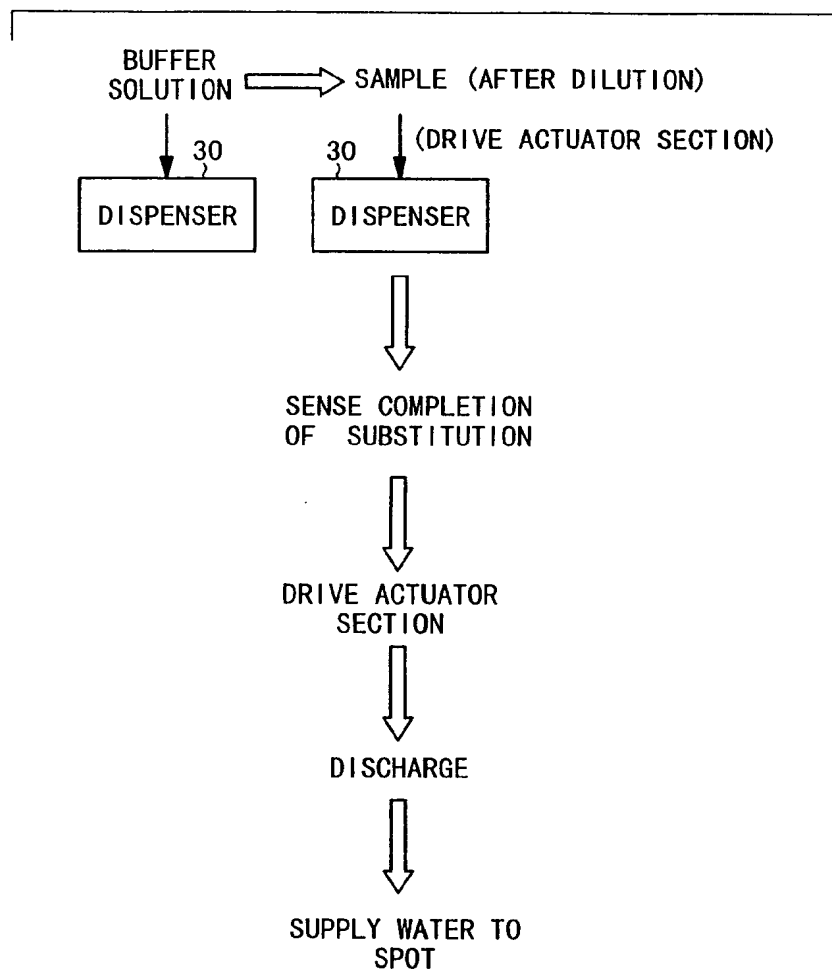 BUFFER
SOLUTION
SAMPLE (AFTER DILUTION)
(DRIVE ACTUATOR SECTION)
30
30
DISPENSER
DISPENSER
SENSE COMPLETION
OF SUBSTITUTION
DRIVE ACTUATOR
SECTION
DISCHARGE
SUPPLY WATER TO
SPOT